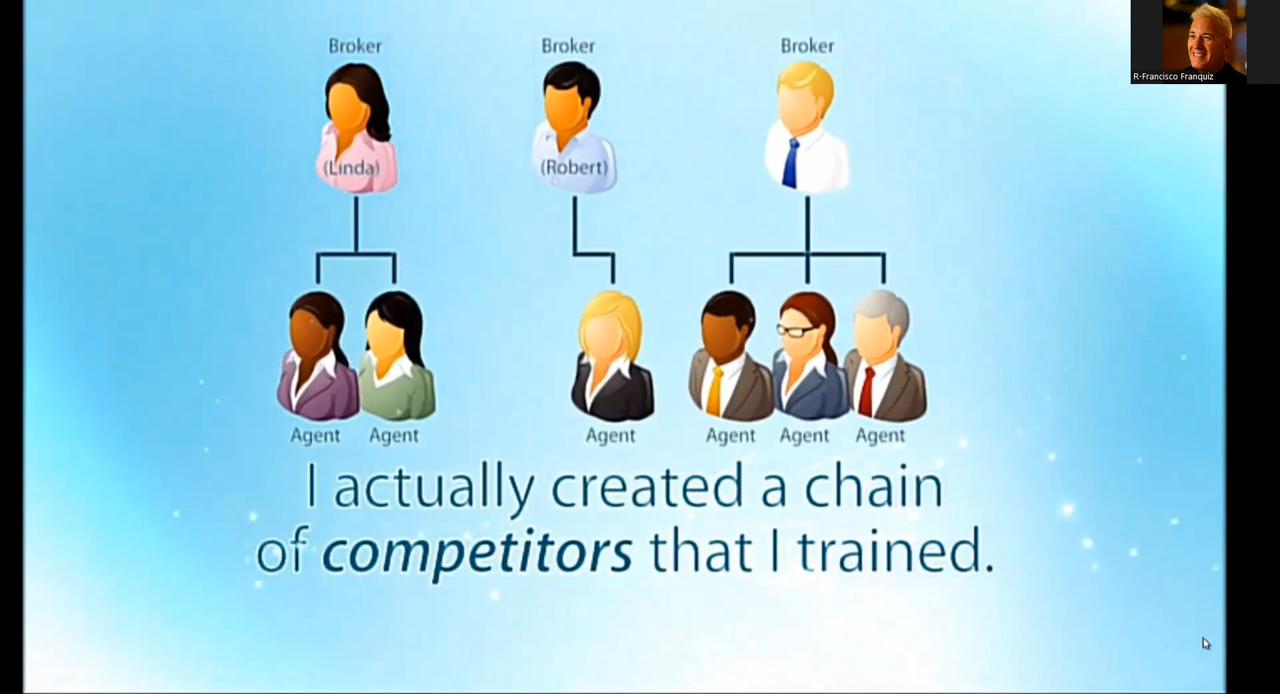 R-Francisco Franquiz
Broker Broker Broker
(Linda) (Robert)
Agent Agent Agent Agent Agent Agent
I actually created a chain
of competitors that I trained.